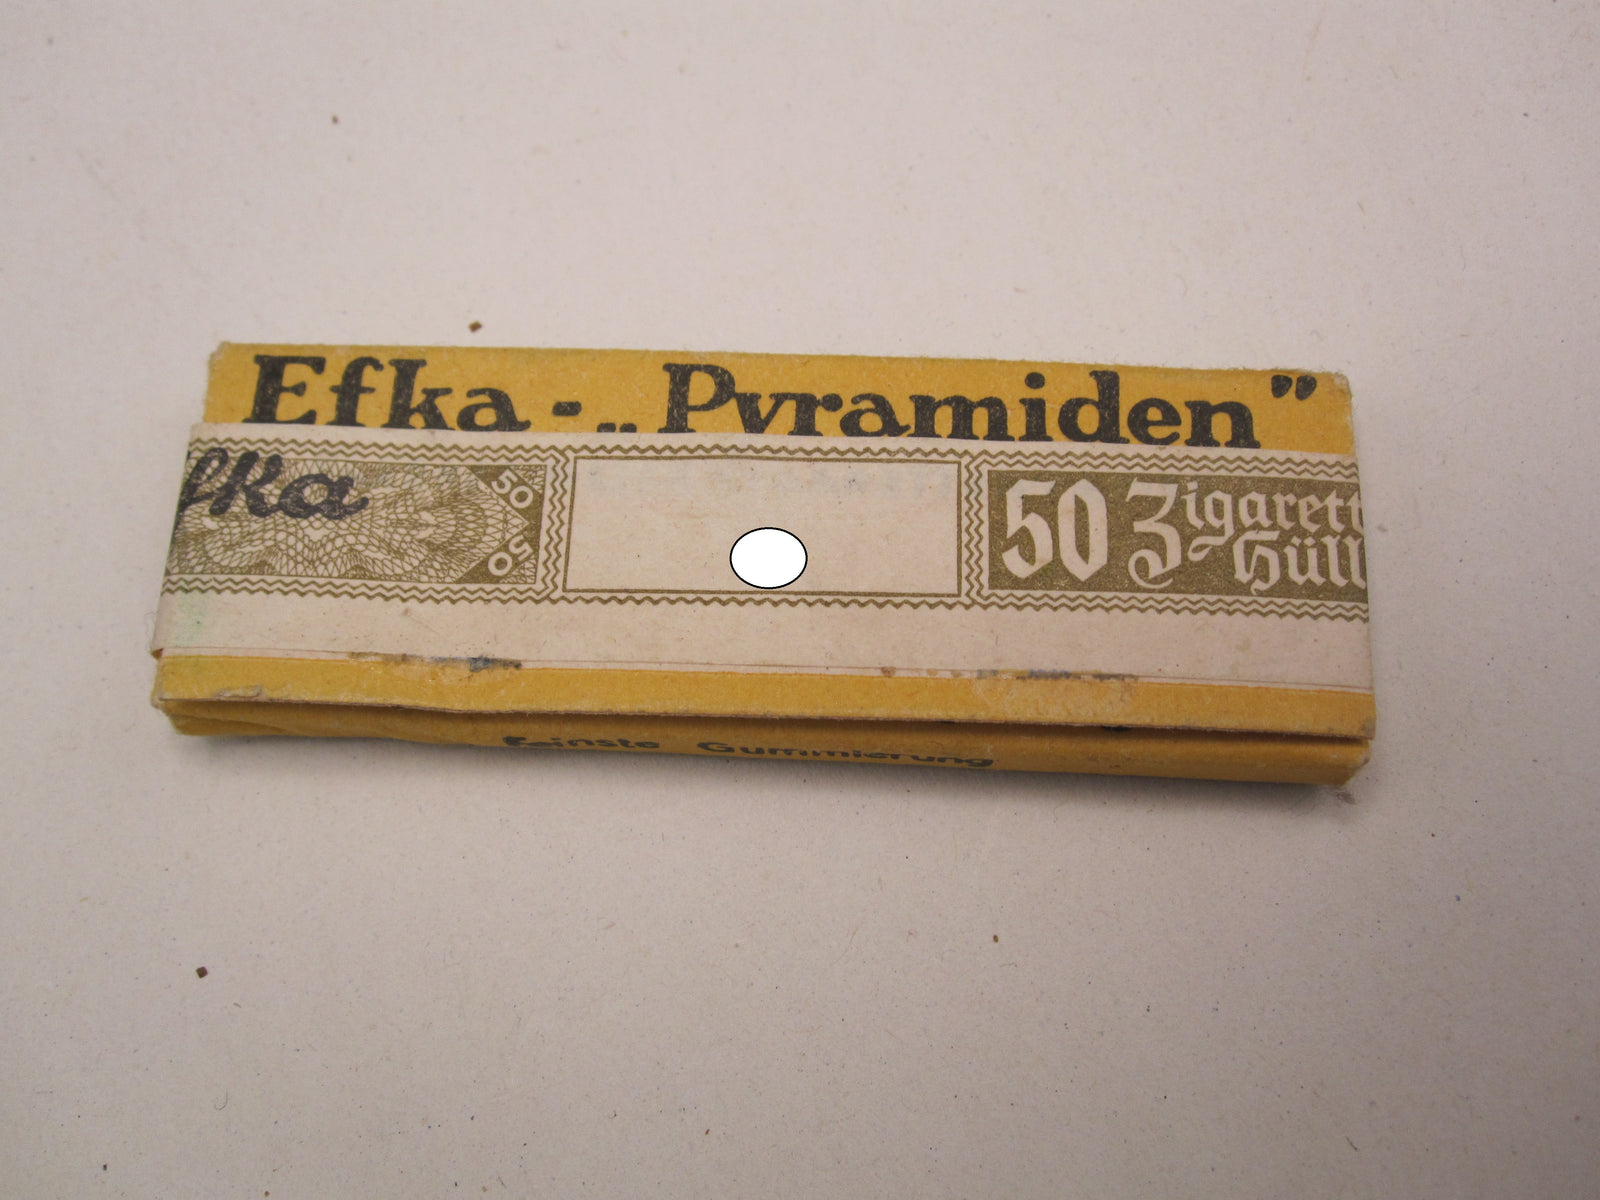 Efka - „Pyramiden”
fka
50
50
50 Zigarett
Hüll
Feinste Gummierung